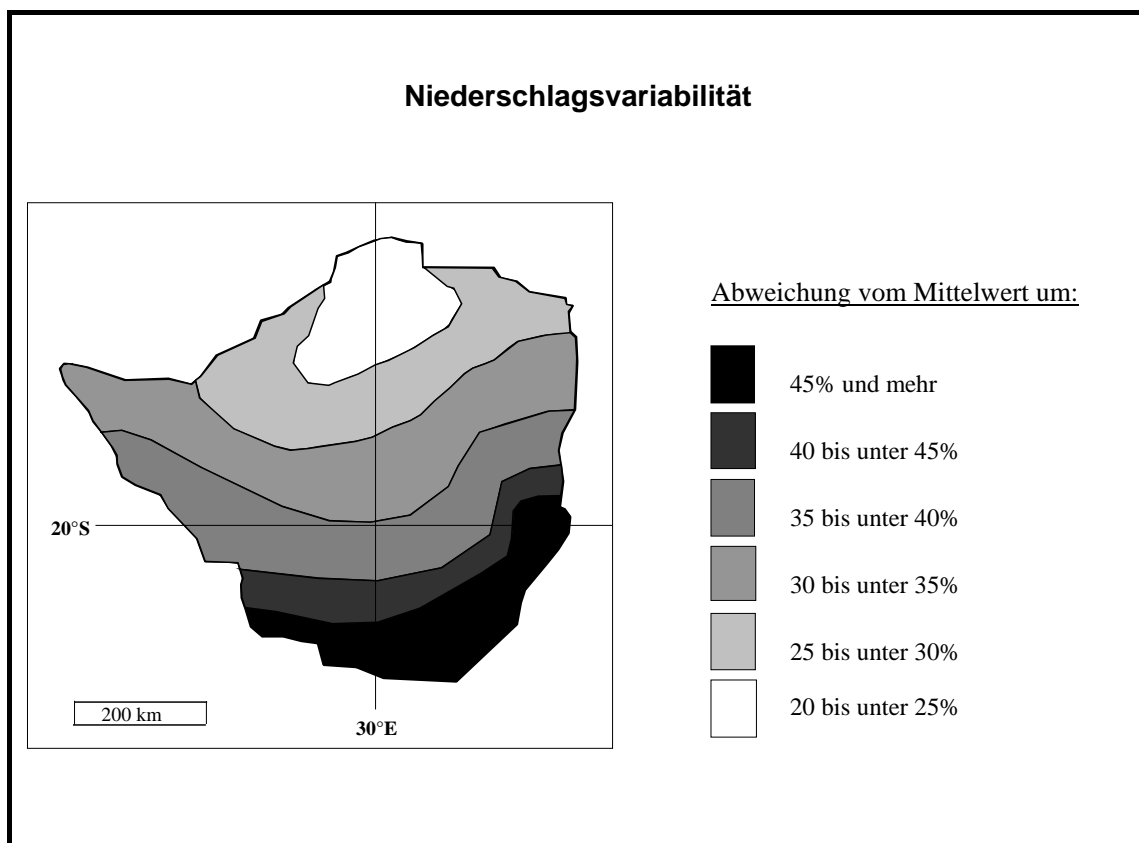 Niederschlagsvariabilität
20°S
200 km
30°E
Abweichung vom Mittelwert um:
45% und mehr
40 bis unter 45%
35 bis unter 40%
30 bis unter 35%
25 bis unter 30%
20 bis unter 25%